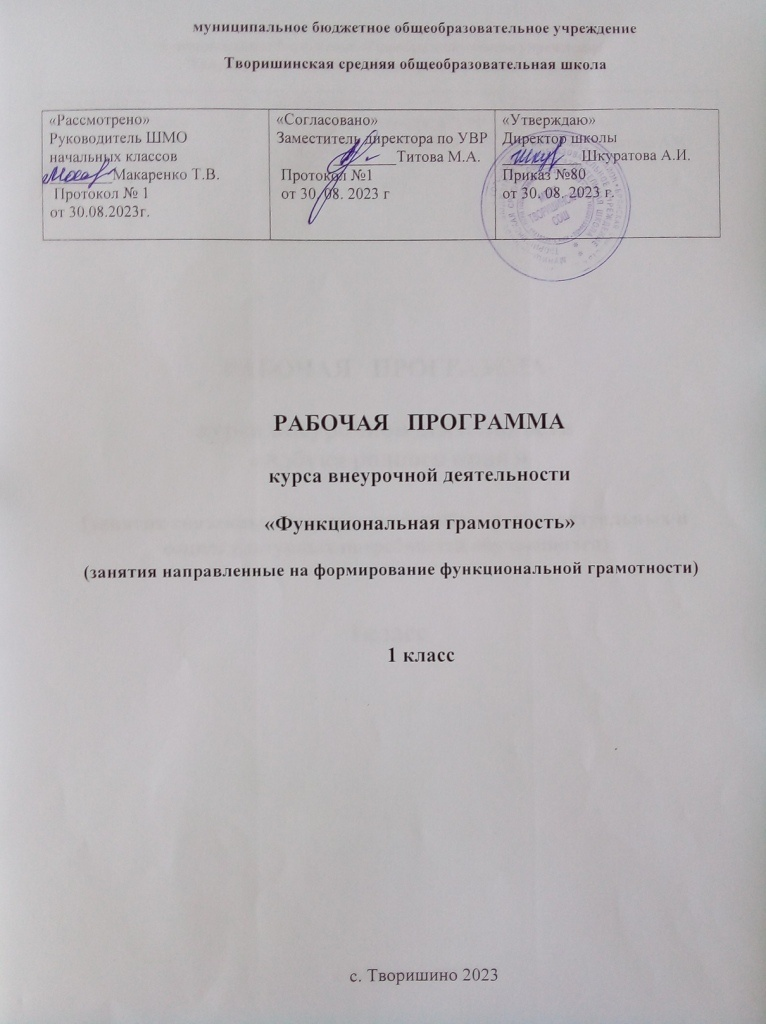 муниципальное бюджетное общеобразовательное учреждение
Творишинская средняя общеобразовательная школа
«Рассмотрено»
Руководитель ШМО
начальных классов
Макаренко Т.В.
Протокол № 1
от 30.08.2023г.
«Согласовано»
Заместитель директора по УВР
Титова М.А.
Протокол №1
от 30. 08. 2023 г
«Утверждаю»
Директор школы
Шкуратова А.И.
Приказ №80
от 30. 08. 2023 г.
РАБОЧАЯ ПРОГРАММА
курса внеурочной деятельности
«Функциональная грамотность»
(занятия направленные на формирование функциональной грамотности)
1 класс
с. Творишино 2023